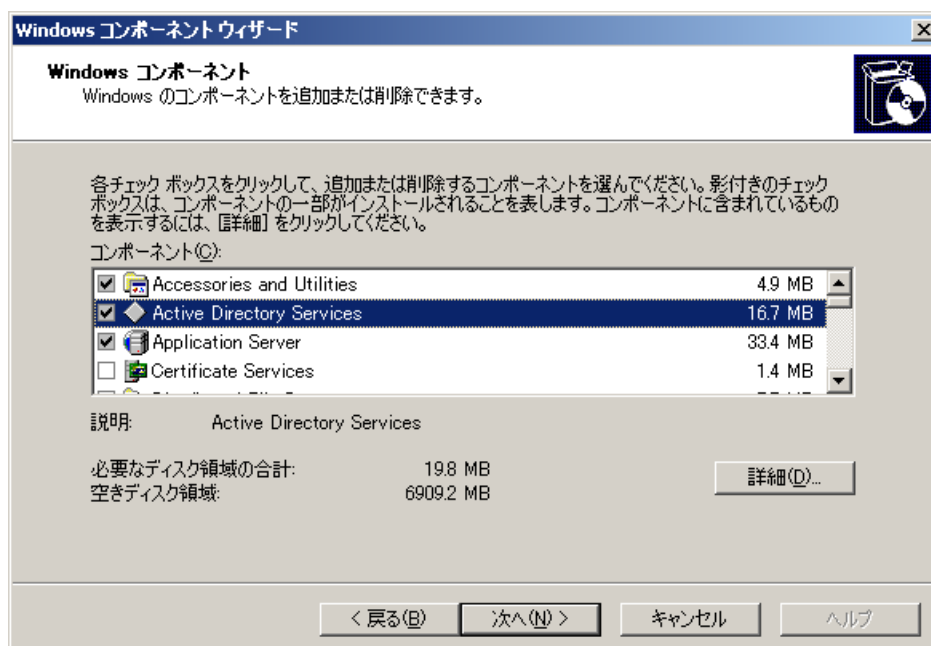 Windows コンポーネント ウィザード
Windows コンポーネント
Windows のコンポーネントを追加または削除できます。
各チェック ボックスをクリックして、追加または削除するコンポーネントを選んでください。影付きのチェック
ボックスは、コンポーネントの一部がインストールされることを表します。コンポーネントに含まれているもの
を表示するには、[詳細] をクリックしてください。
コンポーネント(C):
Accessories and Utilities 4.9 MB
Active Directory Services 16.7 MB
Application Server 33.4 MB
Certificate Services 1.4 MB
説明: Active Directory Services
必要なディスク領域の合計: 19.8 MB
空きディスク領域: 6909.2 MB
詳細(D)...
< 戻る(B) 次へ(N) > キャンセル ヘルプ